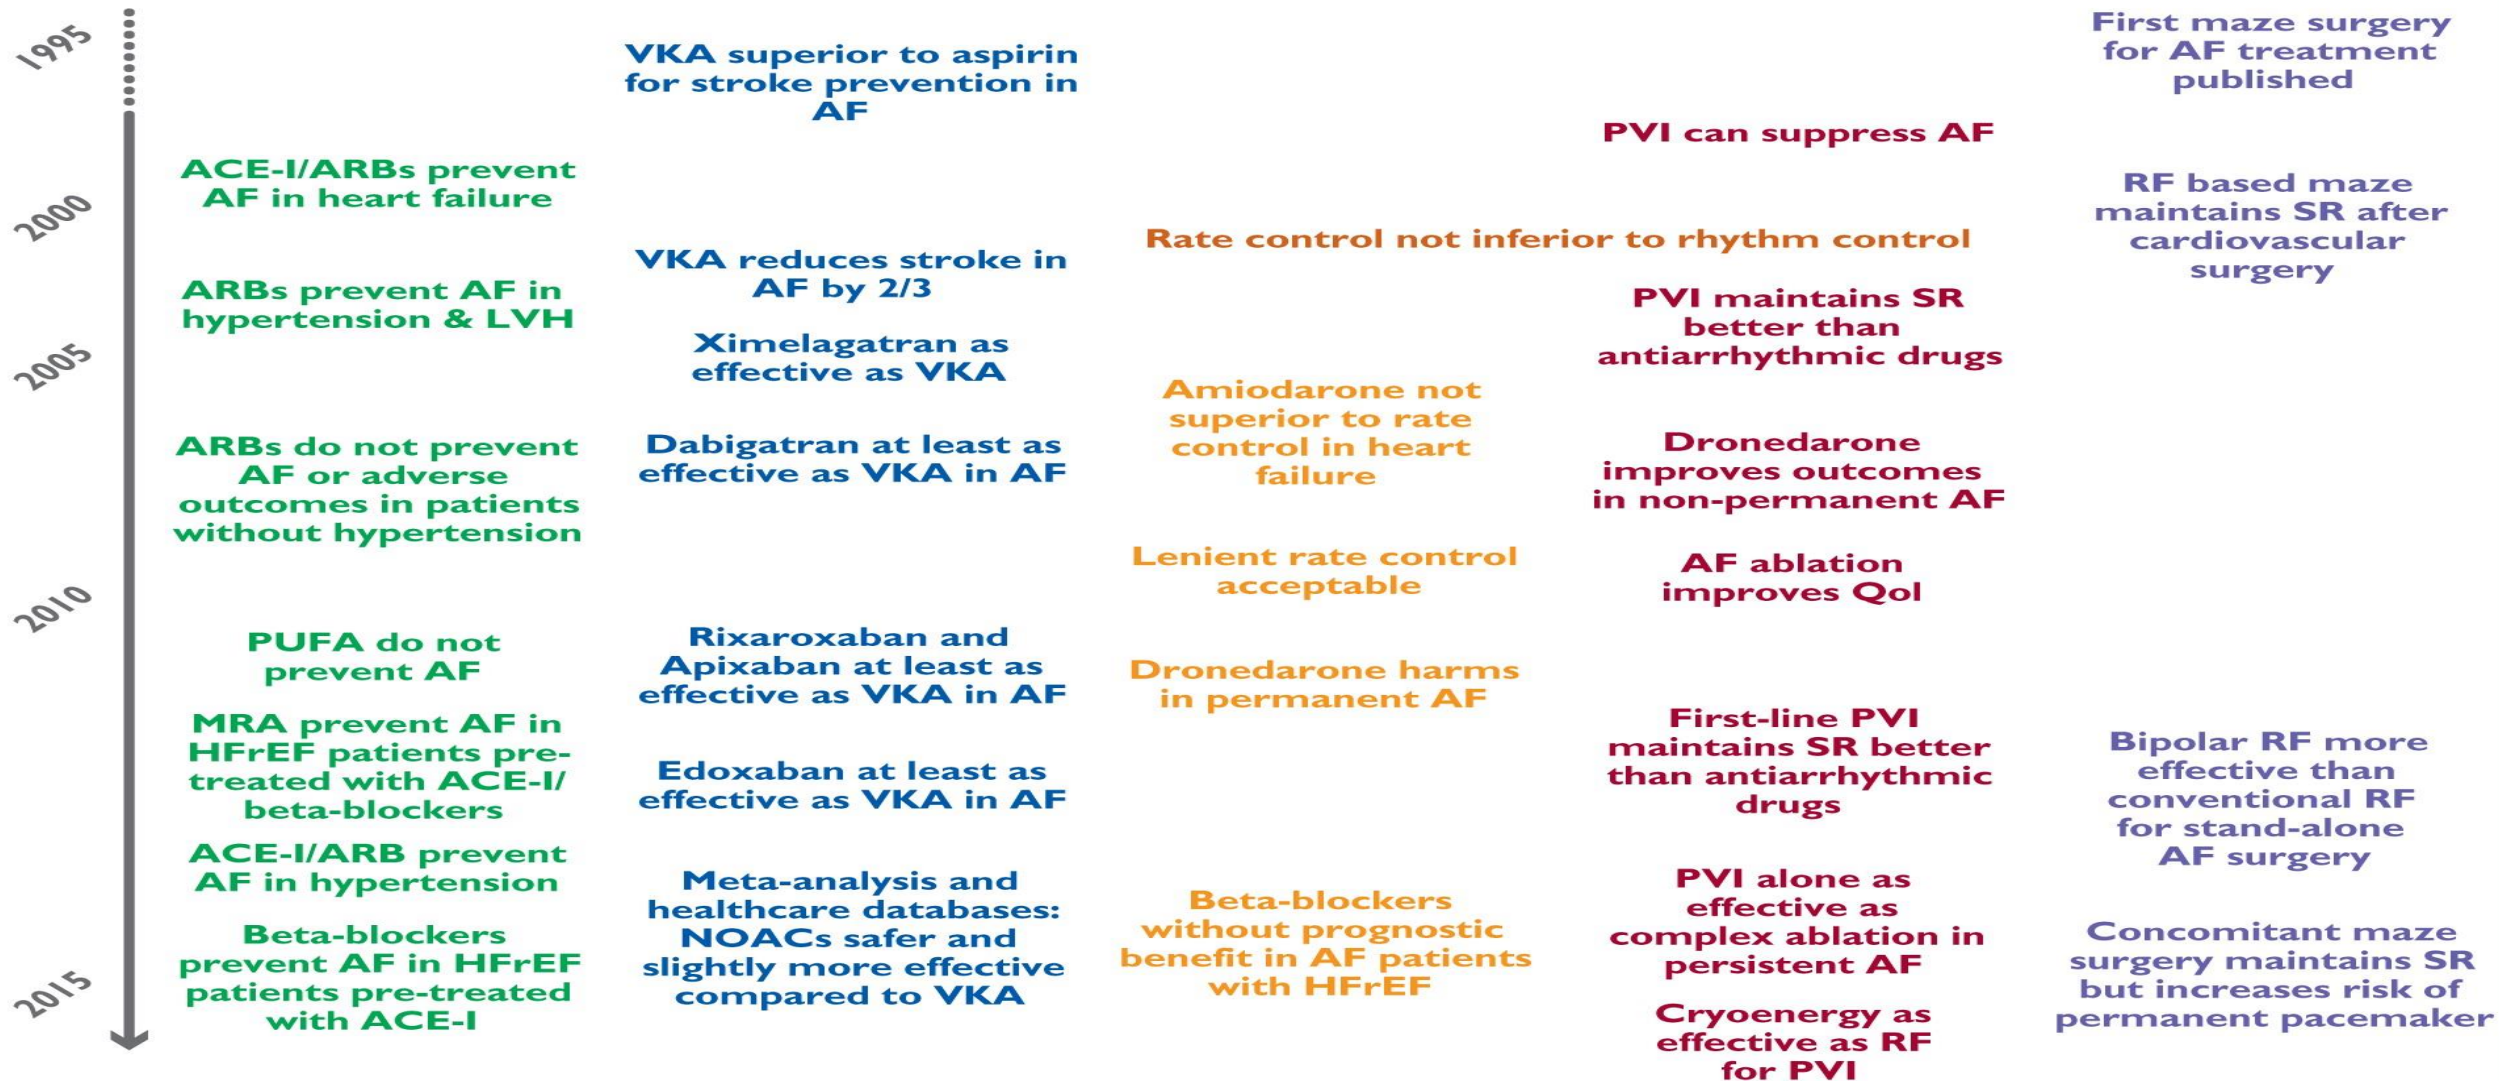 1995
2000
2005
2010
2015
ACE-I/ARBs prevent
AF in heart failure
ARBs prevent AF in
hypertension & LVH
ARBs do not prevent
AF or adverse
outcomes in patients
without hypertension
PUFA do not
prevent AF
MRA prevent AF in
HFrEF patients pre-
treated with ACE-I/
beta-blockers
ACE-I/ARB prevent
AF in hypertension
Beta-blockers
prevent AF in HFrEF
patients pre-treated
with ACE-I
VKA superior to aspirin
for stroke prevention in
AF
VKA reduces stroke in
AF by 2/3
Ximelagatran as
effective as VKA
Dabigatran at least as
effective as VKA in AF
Rixaroxaban and
Apixaban at least as
effective as VKA in AF
Edoxaban at least as
effective as VKA in AF
Meta-analysis and
healthcare databases:
NOACs safer and
slightly more effective
compared to VKA
Rate control not inferior to rhythm control
Amiodarone not
superior to rate
control in heart
failure
Lenient rate control
acceptable
Dronedarone harms
in permanent AF
Beta-blockers
without prognostic
benefit in AF patients
with HFrEF
PVI can suppress AF
PVI maintains SR
better than
antiarrhythmic drugs
Dronedarone
improves outcomes
in non-permanent AF
AF ablation
improves Qol
First-line PVI
maintains SR better
than antiarrhythmic
drugs
PVI alone as
effective as
complex ablation in
persistent AF
Cryoenergy as
effective as RF
for PVI
First maze surgery
for AF treatment
published
RF based maze
maintains SR after
cardiovascular
surgery
Bipolar RF more
effective than
conventional RF
for stand-alone
AF surgery
Concomitant maze
surgery maintains SR
but increases risk of
permanent pacemaker